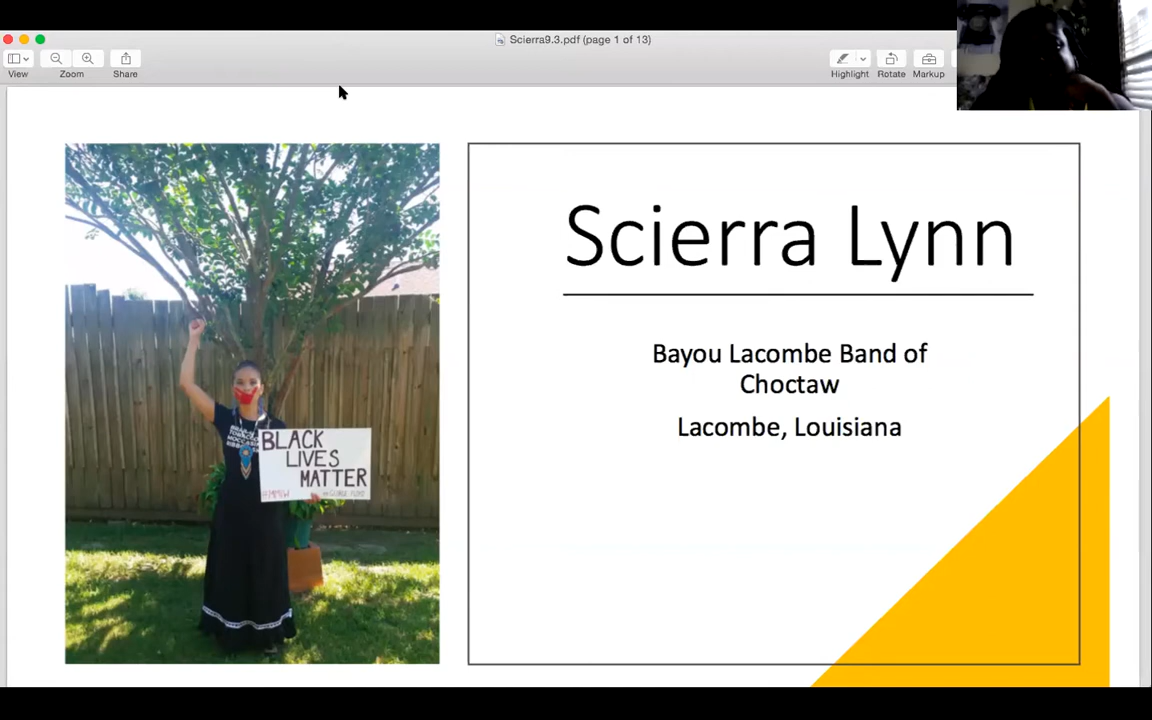 Scierra9.3.pdf (page 1 of 13)
View
Zoom
Share
Highlight
Rotate
Markup
Scierra Lynn
Bayou Lacombe Band of
Choctaw
Lacombe, Louisiana
BLACK
LIVES
MATTER